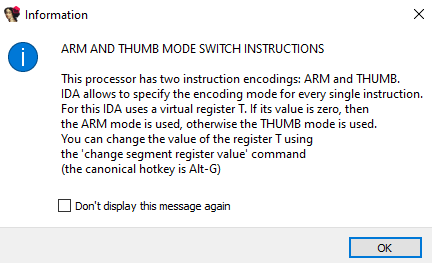 Information
ARM AND THUMB MODE SWITCH INSTRUCTIONS
This processor has two instruction encodings: ARM and THUMB.
IDA allows to specify the encoding mode for every single instruction.
For this IDA uses a virtual register T. If its value is zero, then
the ARM mode is used, otherwise the THUMB mode is used.
You can change the value of the register T using
the 'change segment register value' command
(the canonical hotkey is Alt-G)
Don't display this message again
OK